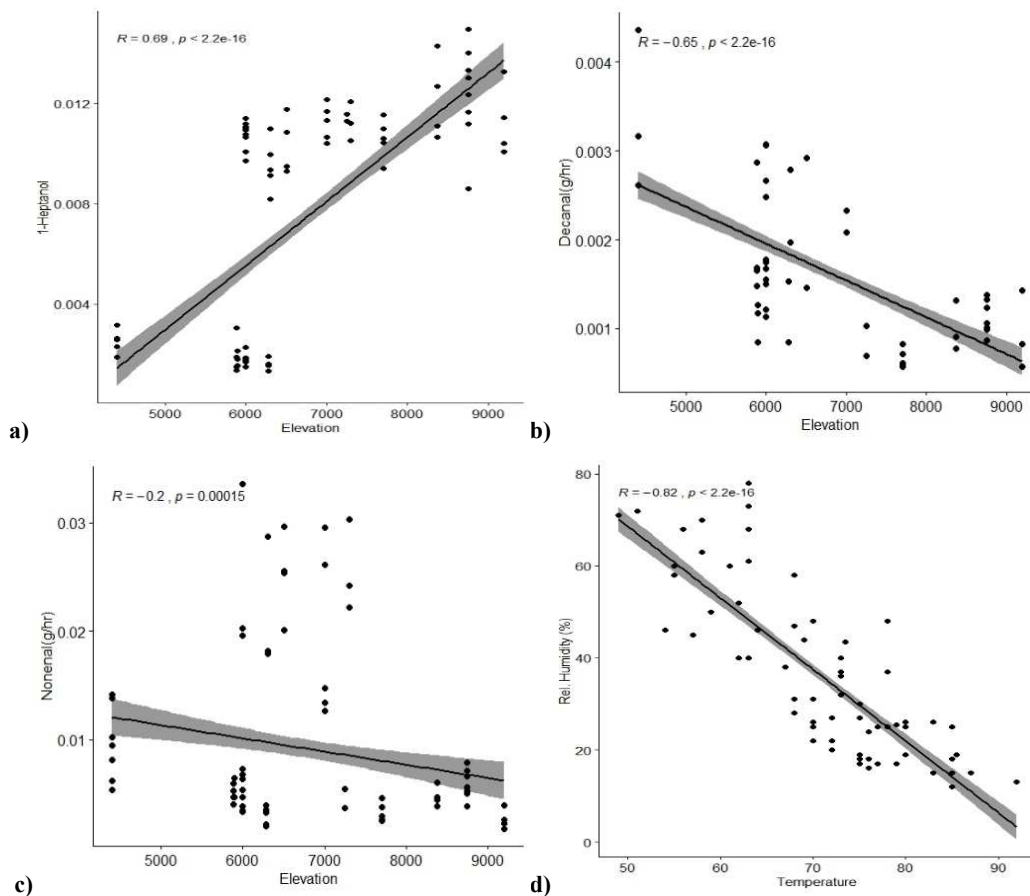 R = 0.69 , p < 2.2e-16
1-Heptanol
0.012
0.008
0.004
5000 6000 7000 8000 9000
Elevation
a)
R = −0.65 , p < 2.2e-16
Decanal(g/hr)
0.004
0.003
0.002
0.001
5000 6000 7000 8000 9000
Elevation
b)
R = −0.2 , p = 0.00015
Nonenal(g/hr)
0.03
0.02
0.01
5000 6000 7000 8000 9000
Elevation
c)
R = −0.82 , p < 2.2e-16
Rel. Humidity (%)
80
60
40
20
0
50 60 70 80 90
Temperature
d)